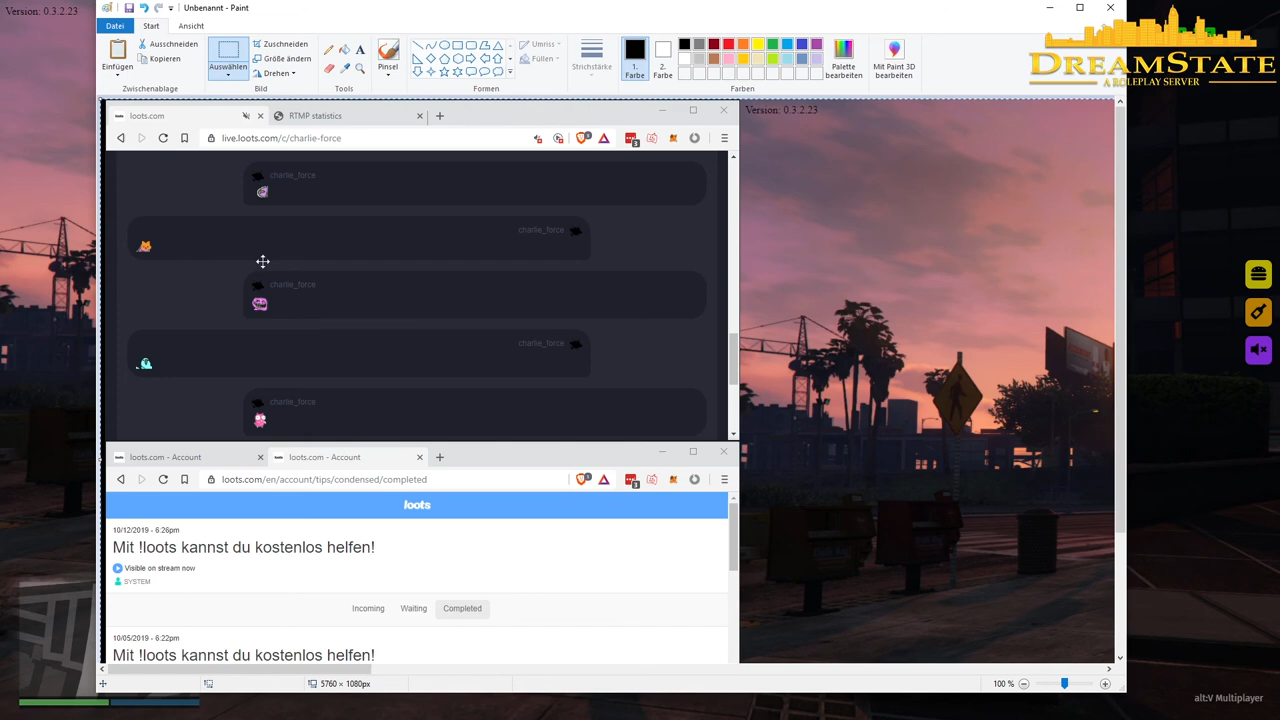 Version: 0.3.2.23
Unbenannt - Paint
Datei
Start
Ansicht
Einfügen
Ausschneiden
Kopieren
Zwischenablage
Auswählen
Zuschneiden
Größe ändern
Drehen
Bild
Tools
Pinsel
Formen
Umriss
Füllen
Strichstärke
1.
Farbe
2.
Farbe
Farben
Palette
bearbeiten
Mit Paint 3D
bearbeiten
DREAMSTATE
A ROLEPLAY SERVER
loots.com
RTMP statistics
live.loots.com/c/charlie-force
1
3
Version: 0.3.2.23
charlie_force
charlie_force
charlie_force
charlie_force
charlie_force
loots.com - Account
loots.com - Account
loots.com/en/account/tips/condensed/completed
1
3
loots
10/12/2019 - 6:26pm
Mit !loots kannst du kostenlos helfen!
Visible on stream now
SYSTEM
Incoming
Waiting
Completed
10/05/2019 - 6:22pm
Mit !loots kannst du kostenlos helfen!
5760 × 1080px
100 %
alt:V Multiplayer